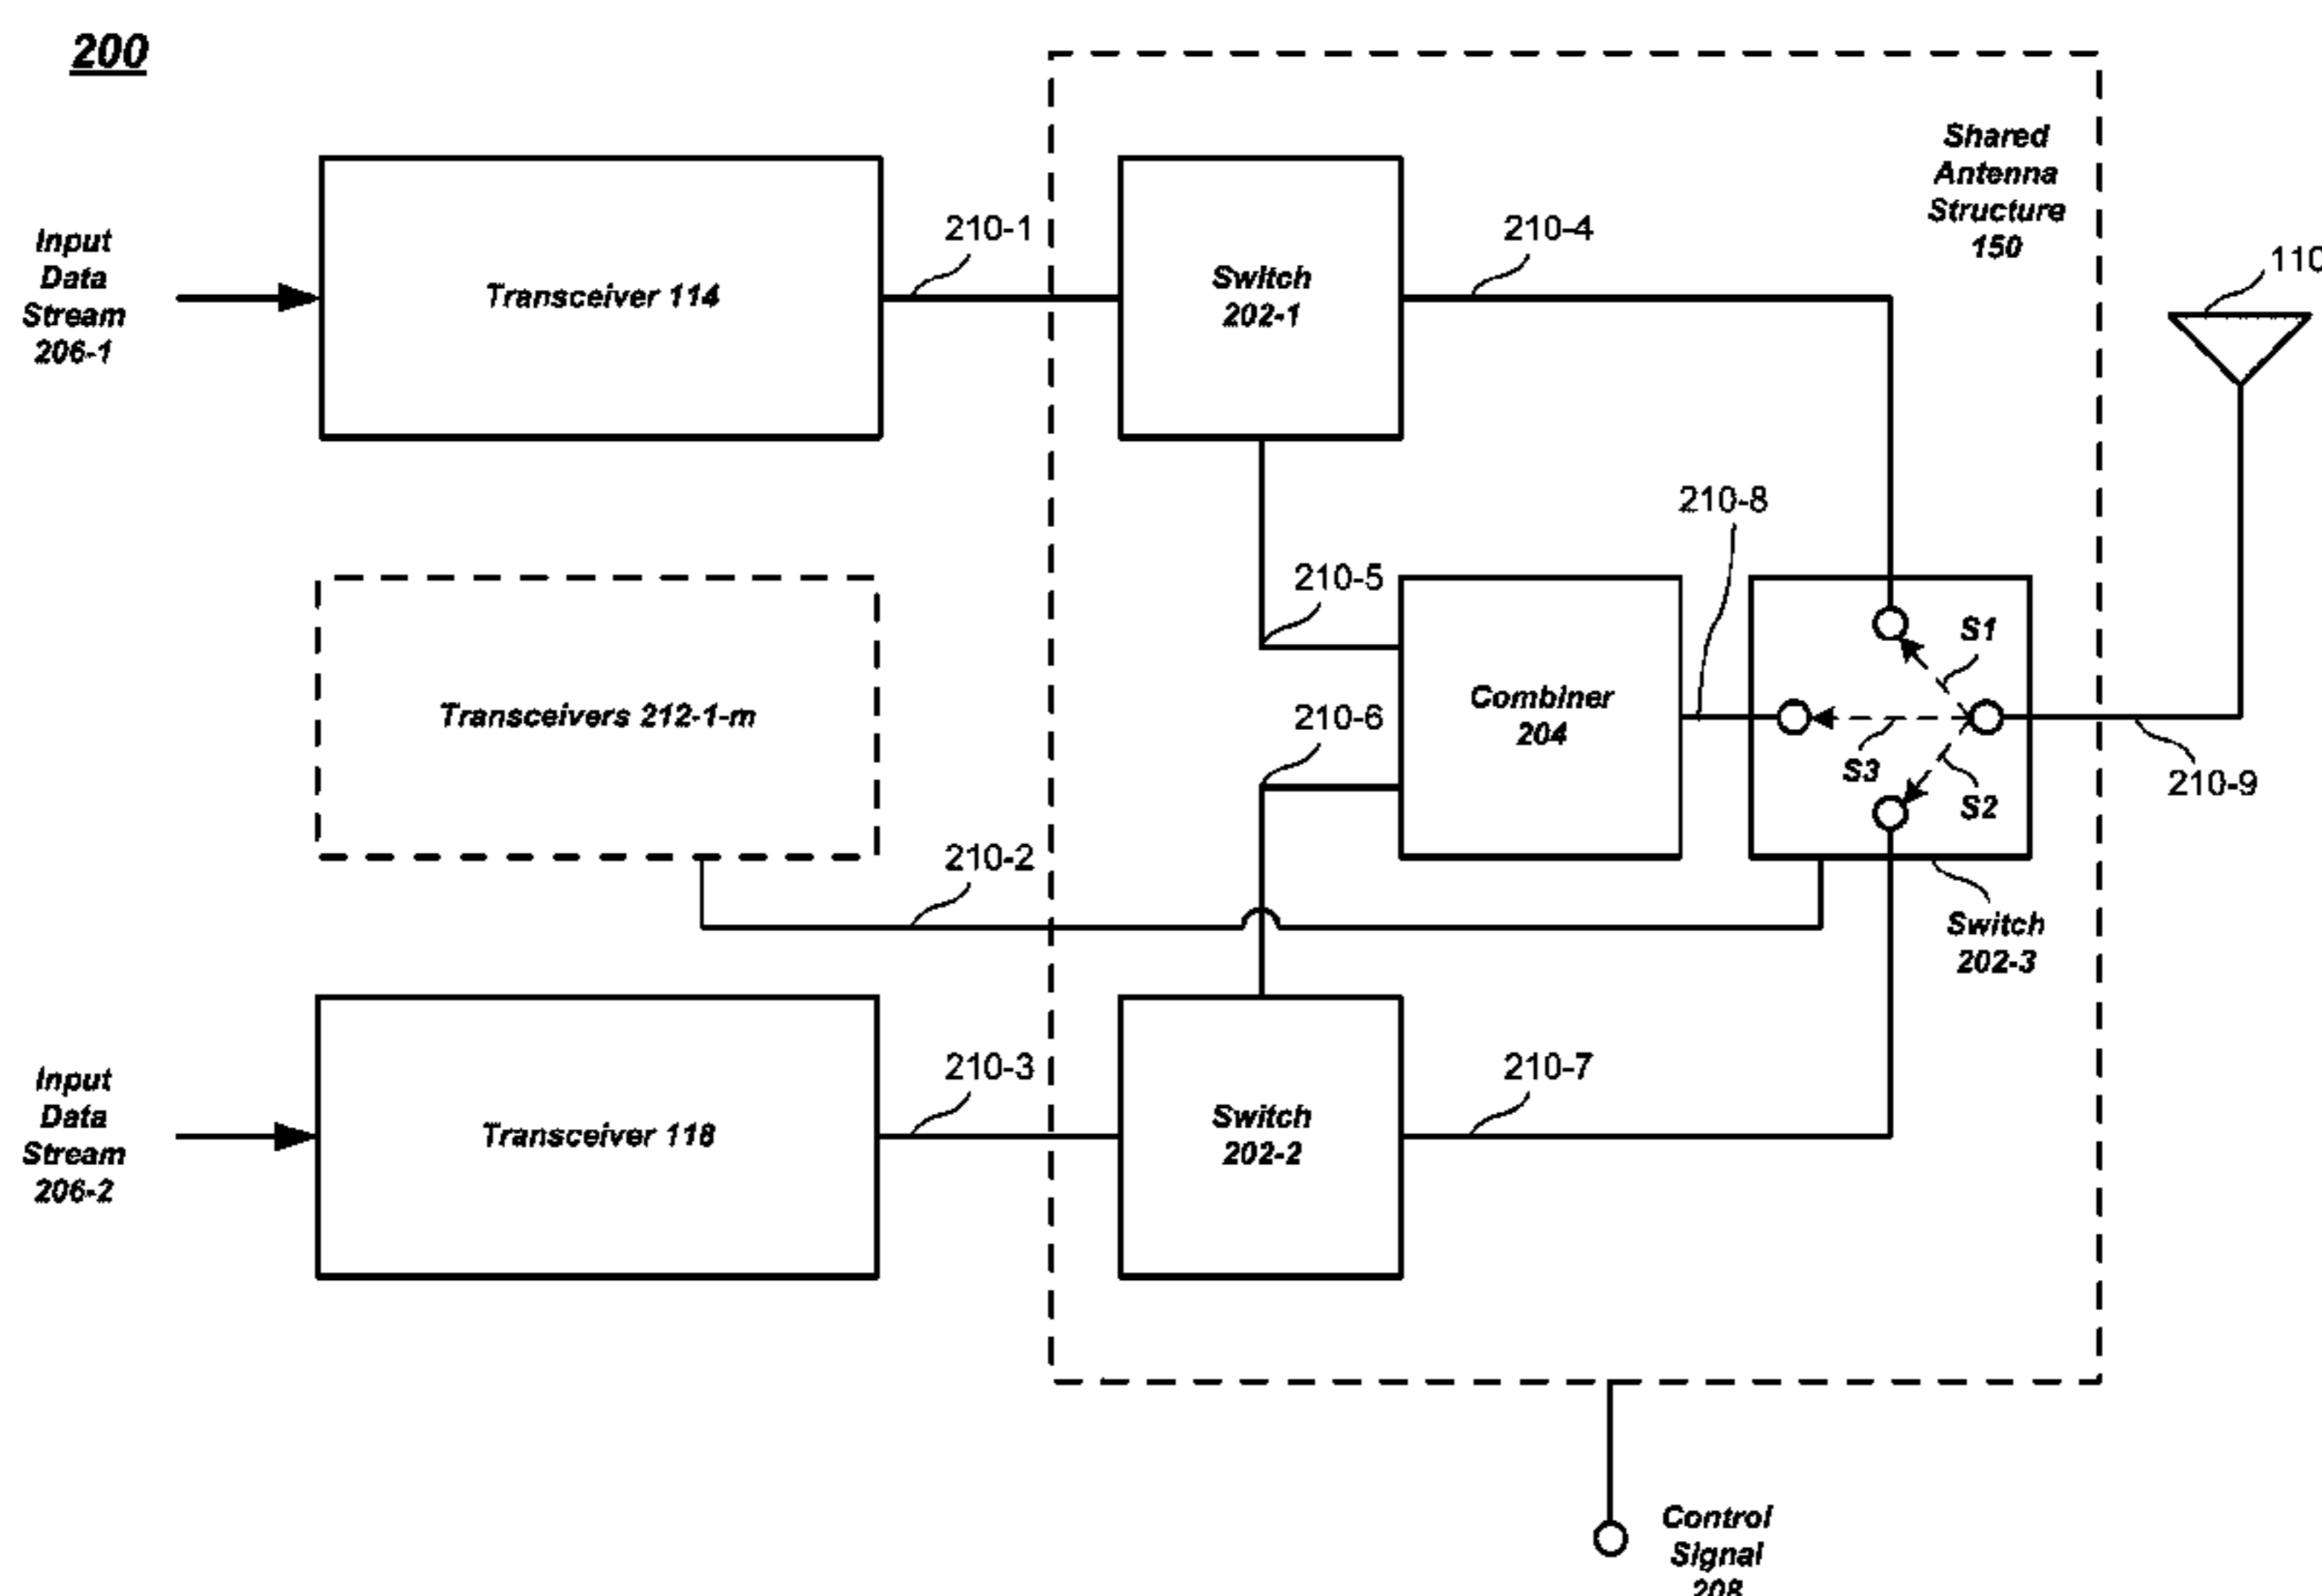 200
Shared
Antenna
Structure
150
Input
Data
Stream
206-1
Transceiver 114
210-1
Switch
202-1
210-4
110
210-8
210-5
Transceivers 212-1-m
210-6
Combiner
204
S1
S3
S2
210-9
210-2
Switch
202-3
Input
Data
Stream
206-2
Transceiver 118
210-3
Switch
202-2
210-7
Control
Signal
208